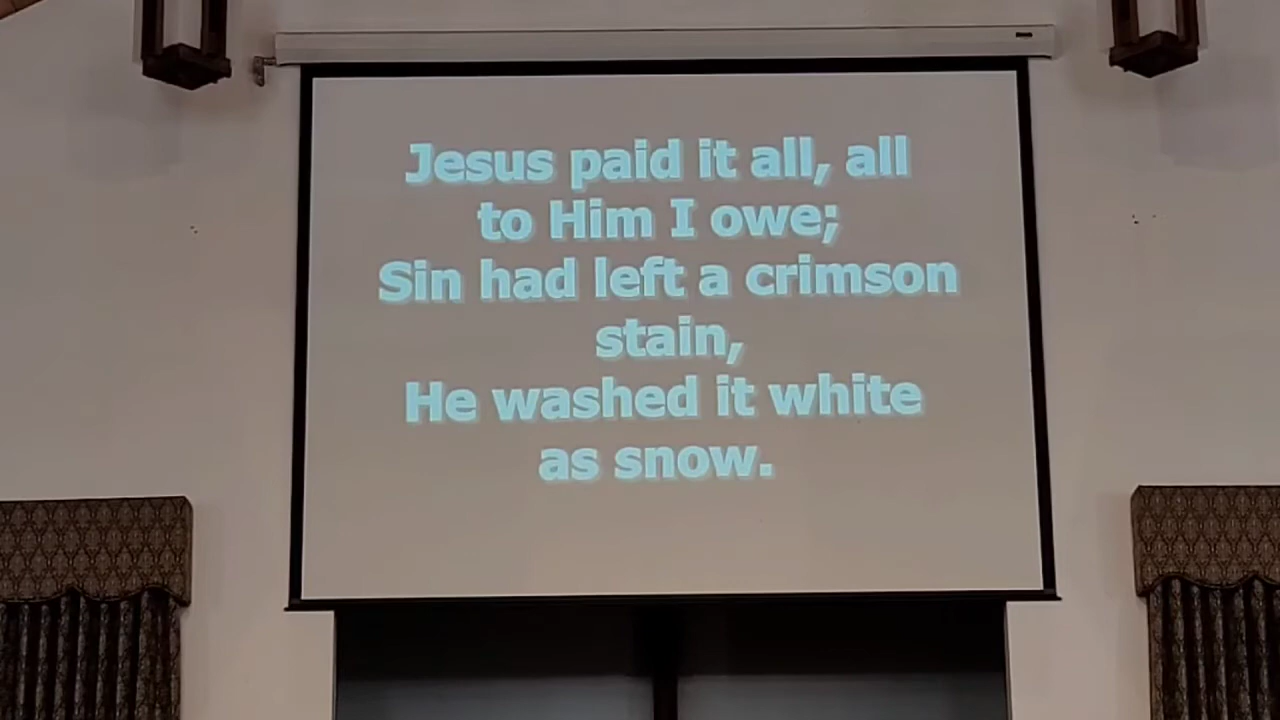 Jesus paid it all, all
to Him I owe;
Sin had left a crimson
stain,
He washed it white
as snow.